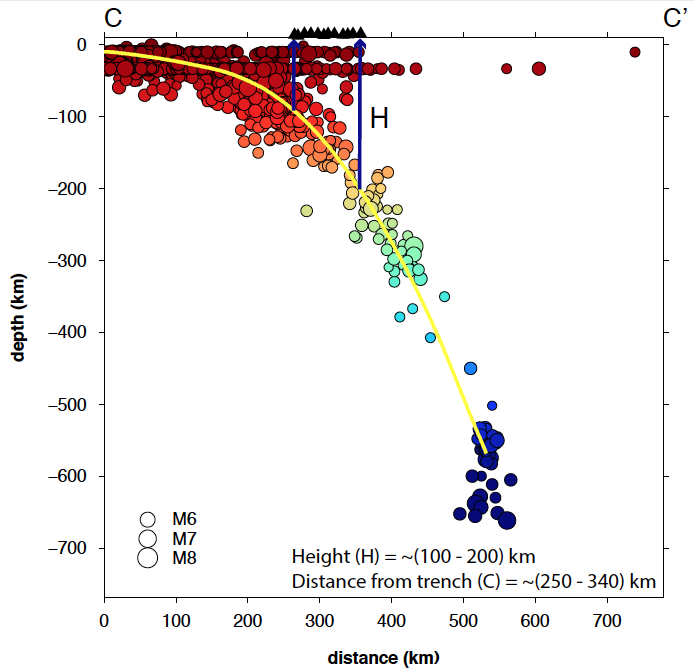 C C’
H
0
−100
−200
−300
−400
−500
−600
−700
depth (km)
M6
M7
M8
Height (H) = ~(100 - 200) km
Distance from trench (C) = ~(250 - 340) km
0 100 200 300 400 500 600 700
distance (km)